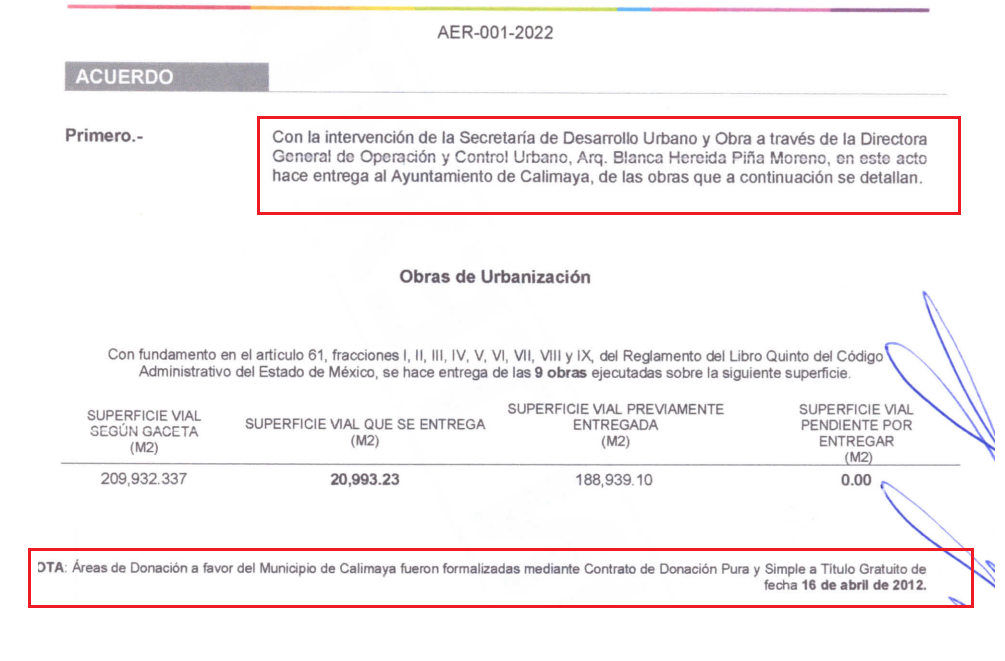 AER-001-2022
ACUERDO
Primero.-
Con la intervención de la Secretaría de Desarrollo Urbano y Obra a través de la Directora
General de Operación y Control Urbano, Arq. Blanca Hereida Piña Moreno, en este acto
hace entrega al Ayuntamiento de Calimaya, de las obras que a continuación se detallan.
Obras de Urbanización
Con fundamento en el artículo 61, fracciones I, II, III, IV, V, VI, VII, VIII y IX, del Reglamento del Libro Quinto del Código
Administrativo del Estado de México, se hace entrega de las 9 obras ejecutadas sobre la siguiente superficie.
SUPERFICIE VIAL
SEGÚN GACETA
(M2)
SUPERFICIE VIAL QUE SE ENTREGA
(M2)
SUPERFICIE VIAL PREVIAMENTE
ENTREGADA
(M2)
SUPERFICIE VIAL
PENDIENTE POR
ENTREGAR
(M2)
209,932.337
20,993.23
188,939.10
0.00
OTA: Áreas de Donación a favor del Municipio de Calimaya fueron formalizadas mediante Contrato de Donación Pura y Simple a Título Gratuito de
fecha 16 de abril de 2012.